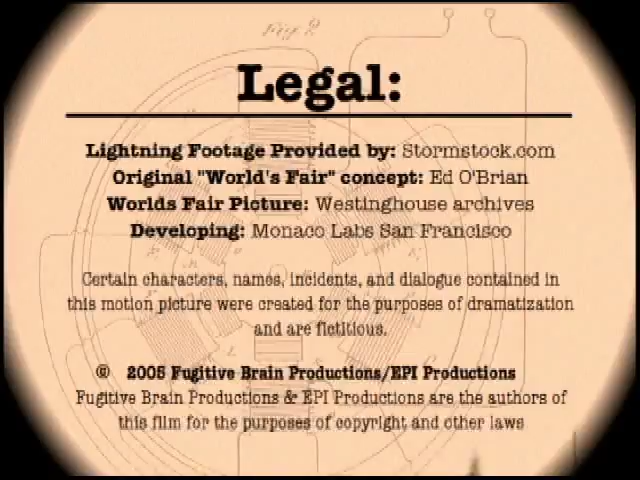 Fig 2
Legal:
Lightning Footage Provided by: Stormstock.com
Original "World's Fair" concept: Ed O'Brian
Worlds Fair Picture: Westinghouse archives
Developing: Monaco Labs San Francisco
Certain characters, names, incidents, and dialogue contained in
this motion picture were created for the purposes of dramatization
and are fictitious.
© 2005 Fugitive Brain Productions/EPI Productions
Fugitive Brain Productions & EPI Productions are the authors of
this film for the purposes of copyright and other laws